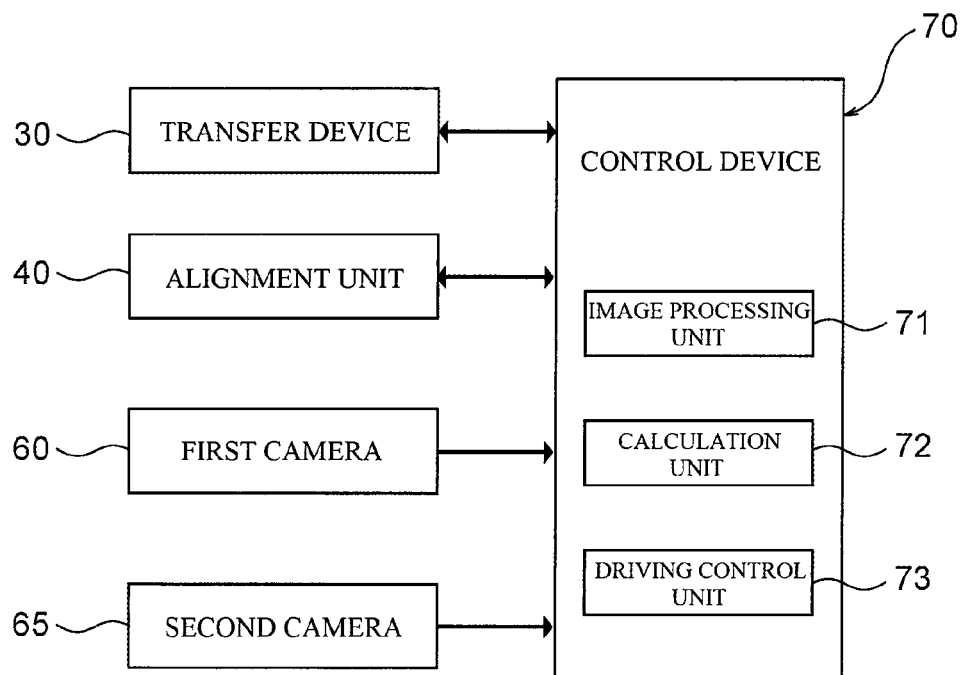 70
30
TRANSFER DEVICE
CONTROL DEVICE
40
ALIGNMENT UNIT
IMAGE PROCESSING
UNIT
71
60
FIRST CAMERA
CALCULATION
UNIT
72
65
SECOND CAMERA
DRIVING CONTROL
UNIT
73